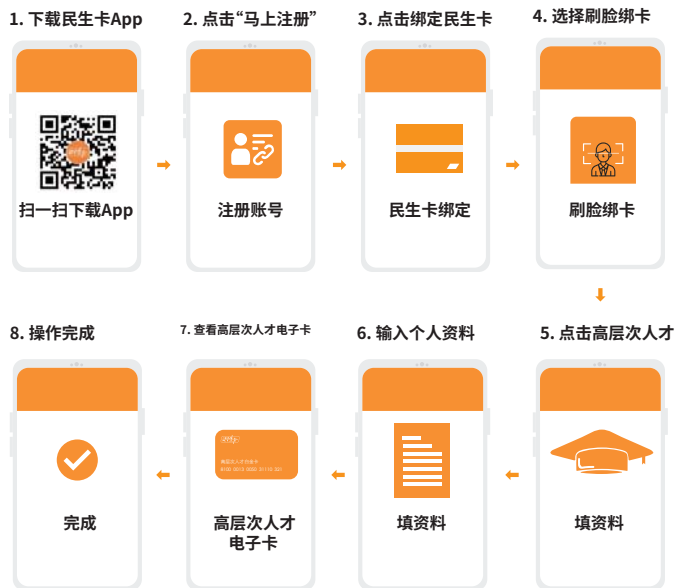 1. 下载民生卡App
2. 点击“马上注册”
3. 点击绑定民生卡
4. 选择刷脸绑卡
扫一扫下载App
注册账号
民生卡绑定
刷脸绑卡
5. 点击高层次人才
6. 输入个人资料
7. 查看高层次人才电子卡
8. 操作完成
填资料
填资料
高层次人才
电子卡
完成